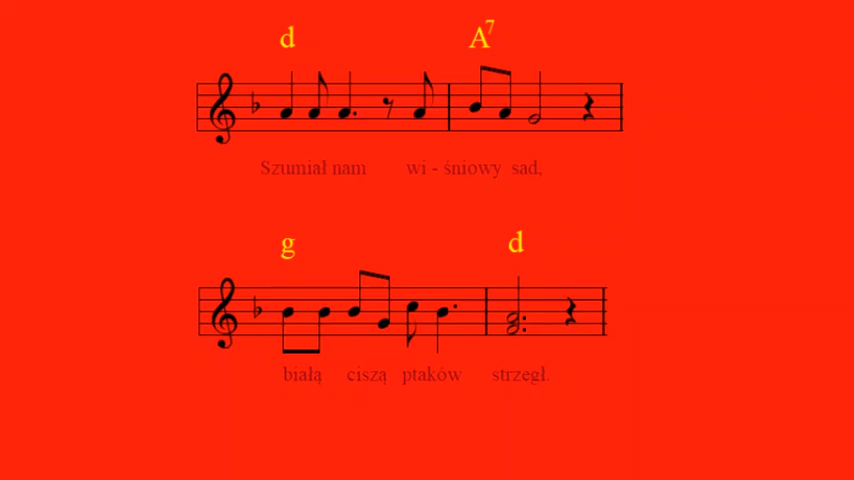 d A7
Szumiał nam wi - śniowy sad,
g d
białą ciszą ptaków strzegł.